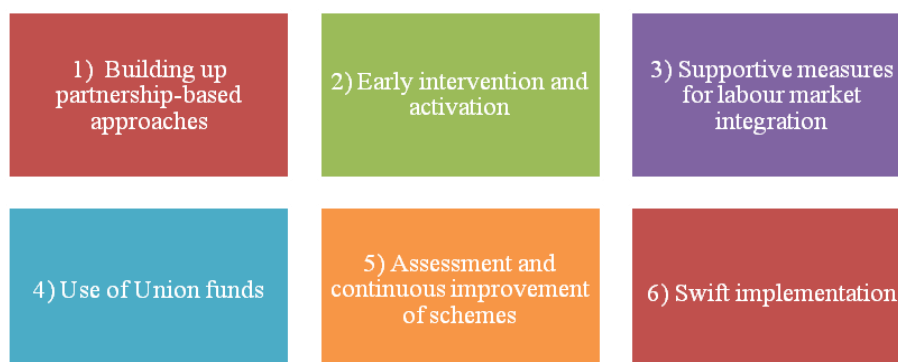 1) Building up
partnership-based
approaches
2) Early intervention and
activation
3) Supportive measures
for labour market
integration
4) Use of Union funds
5) Assessment and
continuous improvement
of schemes
6) Swift implementation